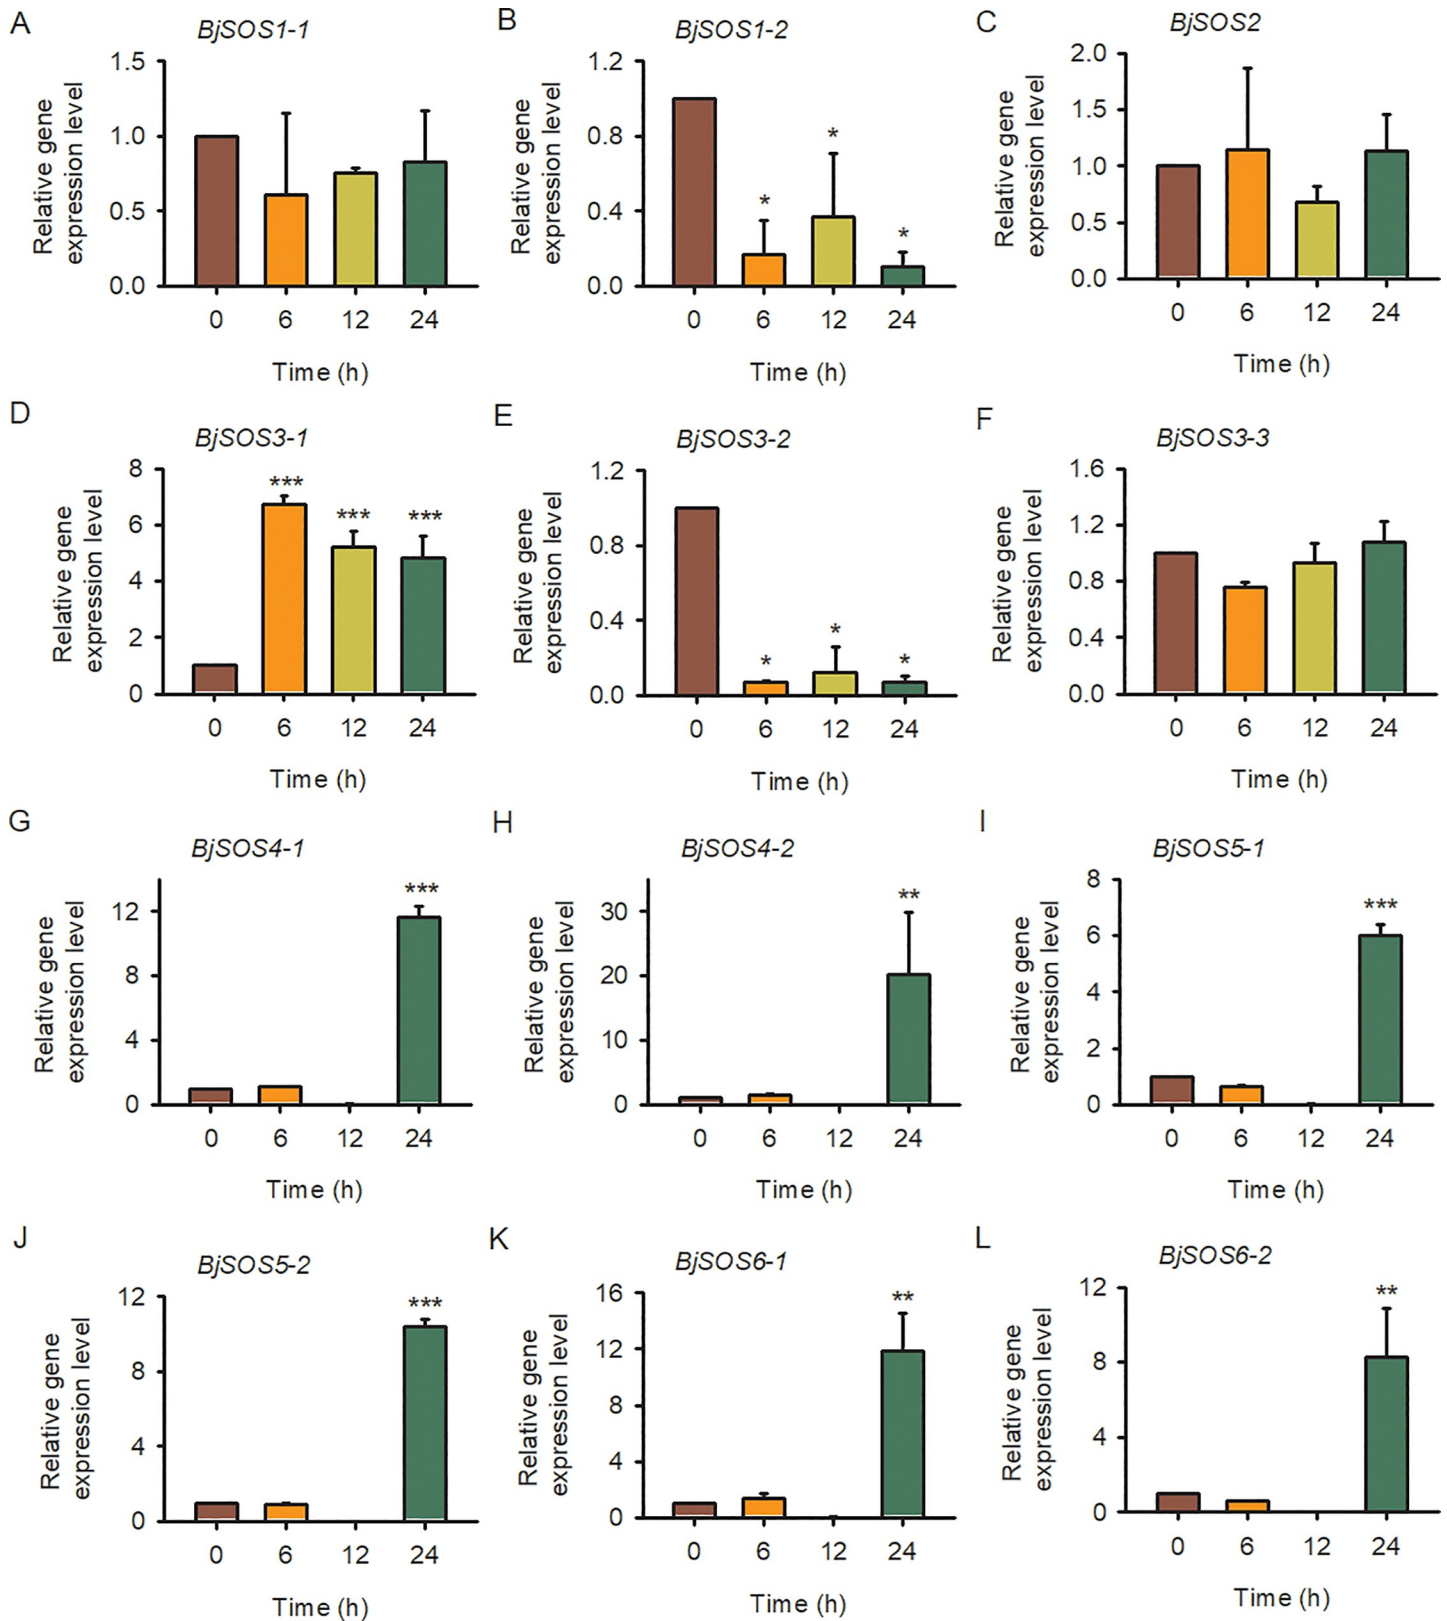 A
BjSOS1-1
Relative gene
expression level
1.5
1.0
0.5
0.0
0 6 12 24
Time (h)
B
BjSOS1-2
Relative gene
expression level
1.2
0.8
0.4
0.0
*
*
*
0 6 12 24
Time (h)
C
BjSOS2
Relative gene
expression level
2.0
1.5
1.0
0.5
0.0
0 6 12 24
Time (h)
D
BjSOS3-1
Relative gene
expression level
8
6
4
2
0
***
***
***
0 6 12 24
Time (h)
E
BjSOS3-2
Relative gene
expression level
1.2
0.8
0.4
0.0
*
*
*
0 6 12 24
Time (h)
F
BjSOS3-3
Relative gene
expression level
1.6
1.2
0.8
0.4
0.0
0 6 12 24
Time (h)
G
BjSOS4-1
Relative gene
expression level
12
8
4
0
***
0 6 12 24
Time (h)
H
BjSOS4-2
Relative gene
expression level
30
20
10
0
**
0 6 12 24
Time (h)
I
BjSOS5-1
Relative gene
expression level
8
6
4
2
0
***
0 6 12 24
Time (h)
J
BjSOS5-2
Relative gene
expression level
12
8
4
0
***
0 6 12 24
Time (h)
K
BjSOS6-1
Relative gene
expression level
16
12
8
4
0
**
0 6 12 24
Time (h)
L
BjSOS6-2
Relative gene
expression level
12
8
4
0
**
0 6 12 24
Time (h)